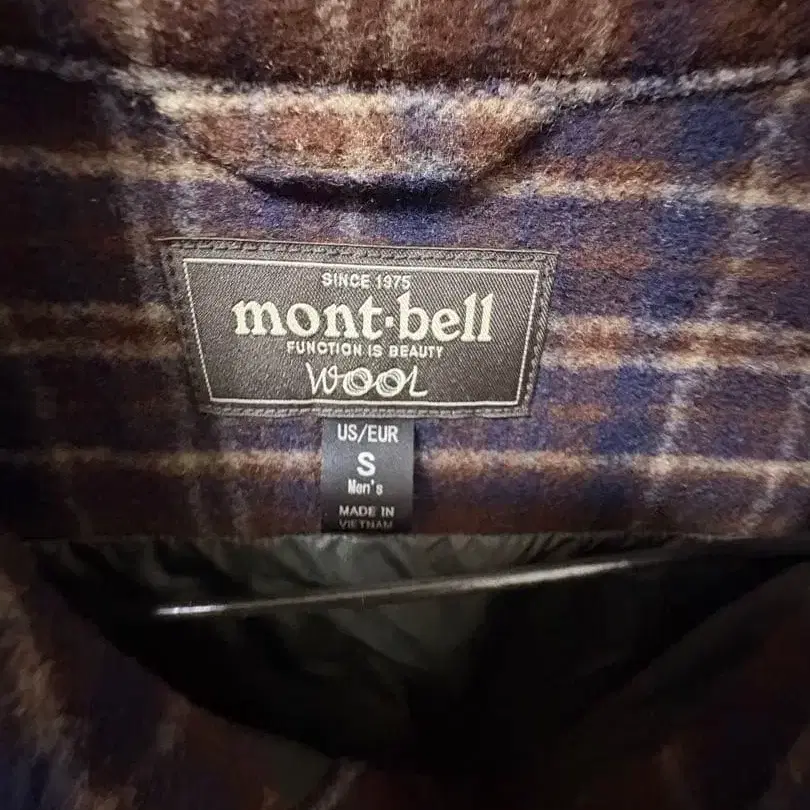 SINCE 1975
mont·bell
FUNCTION IS BEAUTY
WOOL
US/EUR
S
Men's
MADE IN
VIETNAM